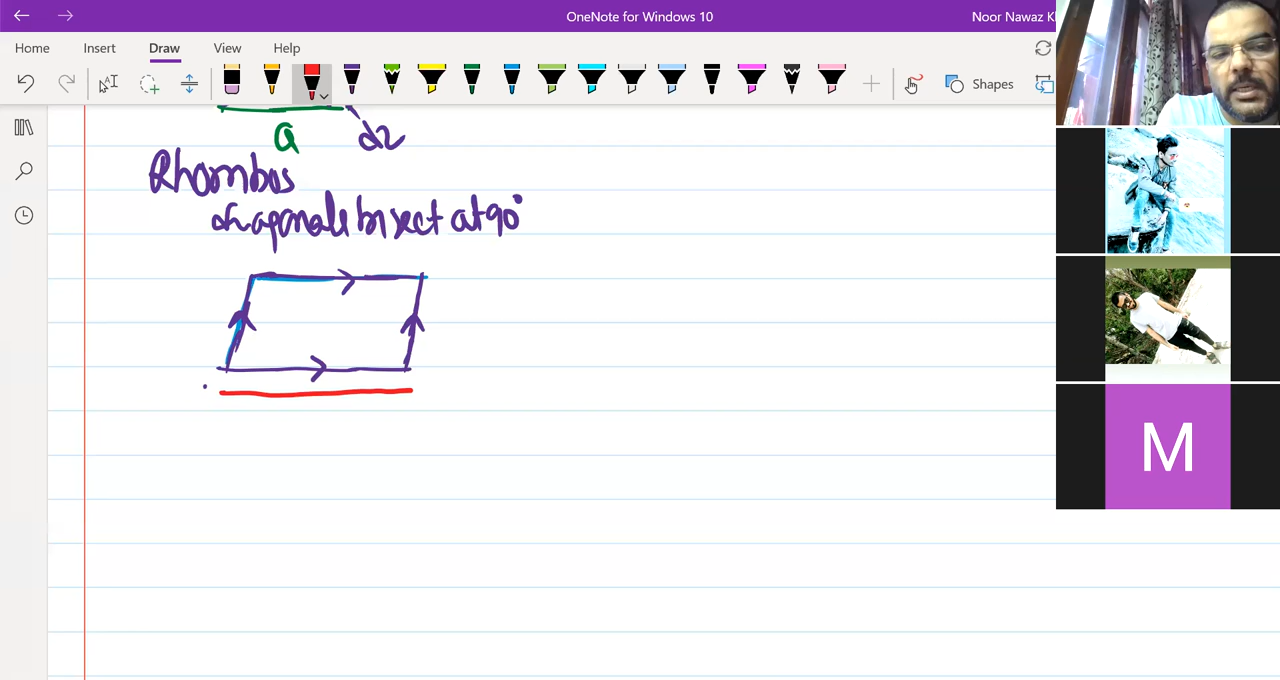 OneNote for Windows 10
Noor Nawaz K
Home Insert Draw View Help
Shapes
a d2
Rhombus
diagonals bisect at 90°
M